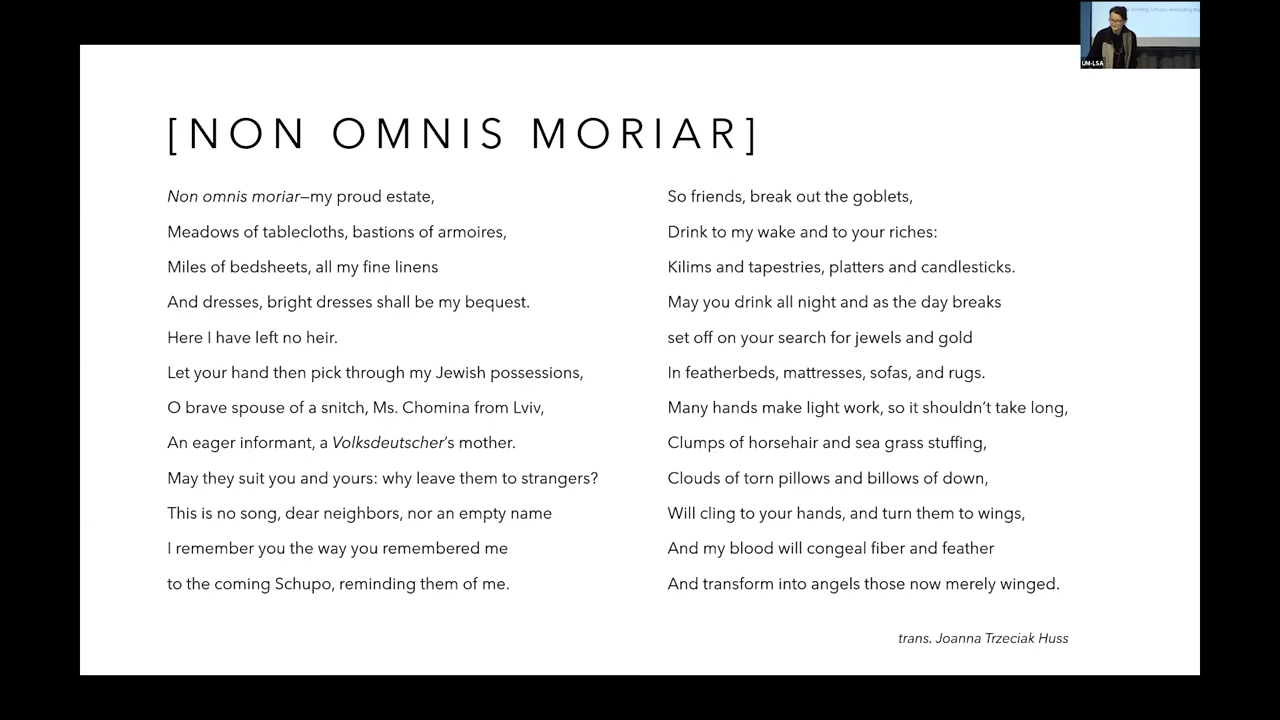 [NON OMNIS MORIAR]
Non omnis moriar–my proud estate,
Meadows of tablecloths, bastions of armoires,
Miles of bedsheets, all my fine linens
And dresses, bright dresses shall be my bequest.
Here I have left no heir.
Let your hand then pick through my Jewish possessions,
O brave spouse of a snitch, Ms. Chomina from Lviv,
An eager informant, a Volksdeutscher's mother.
May they suit you and yours: why leave them to strangers?
This is no song, dear neighbors, nor an empty name
I remember you the way you remembered me
to the coming Schupo, reminding them of me.
So friends, break out the goblets,
Drink to my wake and to your riches:
Kilims and tapestries, platters and candlesticks.
May you drink all night and as the day breaks
set off on your search for jewels and gold
In featherbeds, mattresses, sofas, and rugs.
Many hands make light work, so it shouldn't take long,
Clumps of horsehair and sea grass stuffing,
Clouds of torn pillows and billows of down,
Will cling to your hands, and turn them to wings,
And my blood will congeal fiber and feather
And transform into angels those now merely winged.
trans. Joanna Trzeciak Huss
UM-LSA